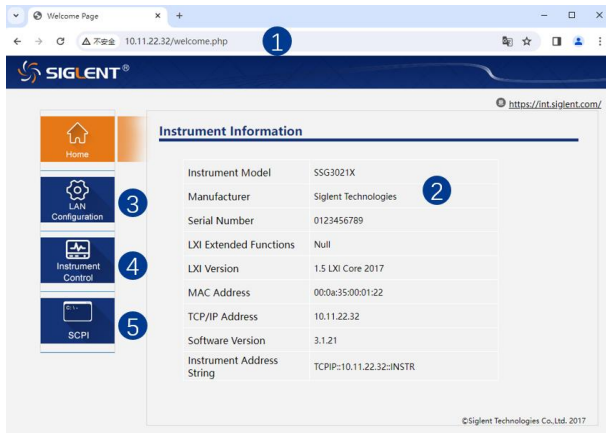 Welcome Page
不安全
10.11.22.32/welcome.php
1
SIGLENT®
https://int.siglent.com/
Home
Instrument Information
Instrument Model SSG3021X
Manufacturer Siglent Technologies
2
Serial Number 0123456789
LXI Extended Functions Null
LXI Version 1.5 LXI Core 2017
MAC Address 00:0a:35:00:01:22
TCP/IP Address 10.11.22.32
Software Version 3.1.21
Instrument Address
String
TCPIP::10.11.22.32::INSTR
LAN
Configuration
3
Instrument
Control
4
C:\.
SCPI
5
©Siglent Technologies Co.,Ltd. 2017